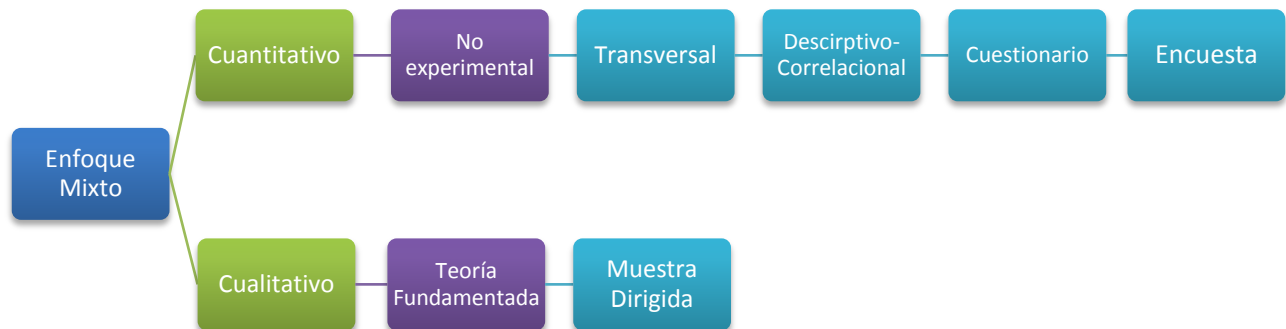 Cuantitativo
No
experimental
Transversal
Descirptivo-
Correlacional
Cuestionario
Encuesta
Enfoque
Mixto
Cualitativo
Teoría
Fundamentada
Muestra
Dirigida